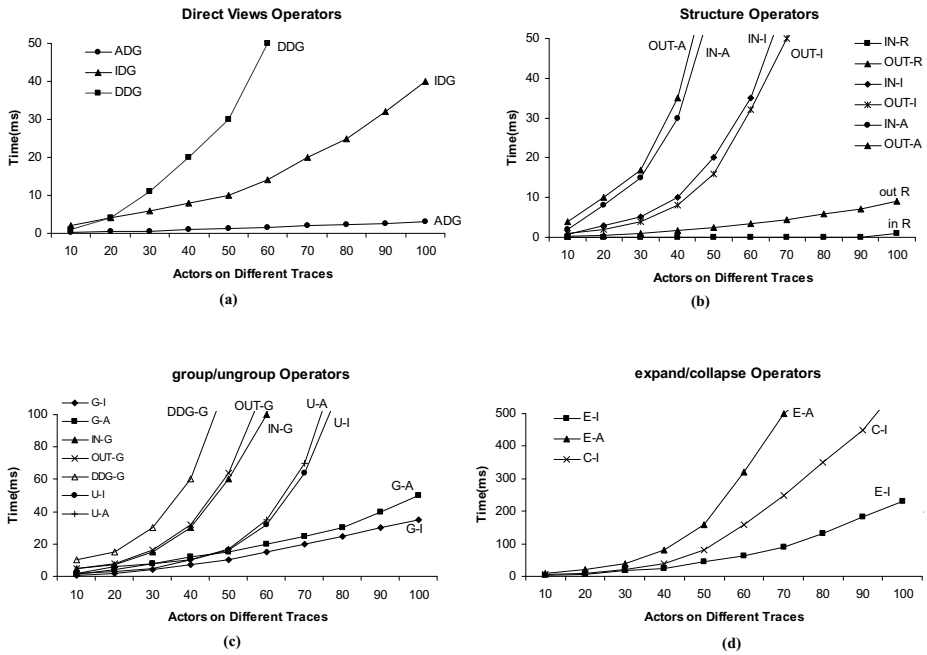 Direct Views Operators
50
40
30
20
10
0
Time(ms)
ADG
IDG
DDG
DDG
IDG
ADG
10 20 30 40 50 60 70 80 90 100
Actors on Different Traces
(a)
Structure Operators
50
40
30
20
10
0
Time(ms)
OUT-A
IN-A
IN-I
OUT-I
IN-R
OUT-R
IN-I
OUT-I
IN-A
OUT-A
out R
in R
10 20 30 40 50 60 70 80 90 100
Actors on Different Traces
(b)
group/ungroup Operators
G-I
G-A
IN-G
OUT-G
DDG-G
U-I
U-A
100
80
60
40
20
0
Time(ms)
DDG-G
OUT-G
IN-G
U-A
U-I
G-A
G-I
10 20 30 40 50 60 70 80 90 100
Actors on Different Traces
(c)
expand/collapse Operators
500
400
300
200
100
0
Time(ms)
E-I
E-A
C-I
E-A
C-I
E-I
10 20 30 40 50 60 70 80 90 100
Actors on Different Traces
(d)